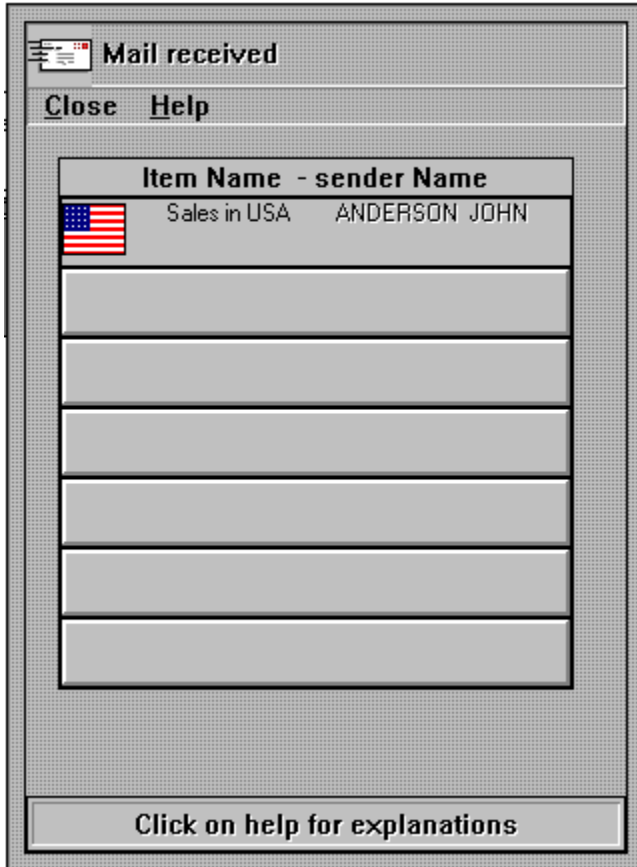 Mail received
Close Help
Item Name - sender Name
Sales in USA ANDERSON JOHN
Click on help for explanations